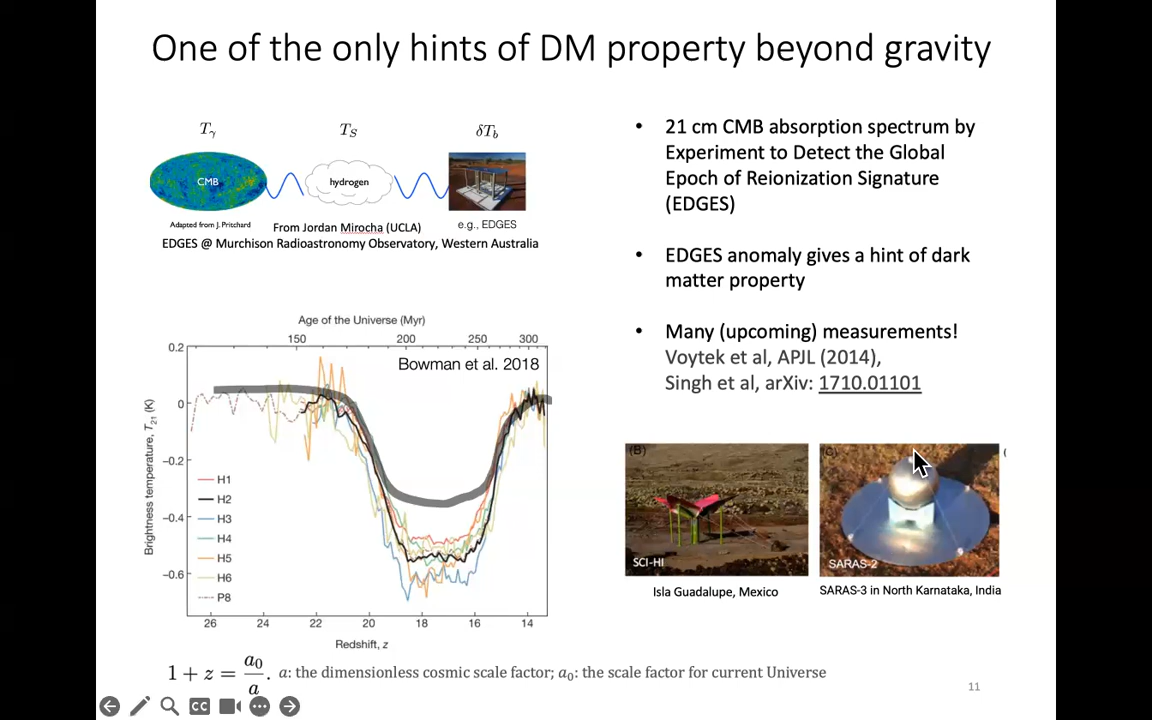 One of the only hints of DM property beyond gravity
Tγ
TS
δTb
CMB
hydrogen
Adapted from J. Pritchard
From Jordan Mirocha (UCLA)
e.g., EDGES
EDGES @ Murchison Radioastronomy Observatory, Western Australia
• 21 cm CMB absorption spectrum by
Experiment to Detect the Global
Epoch of Reionization Signature
(EDGES)
• EDGES anomaly gives a hint of dark
matter property
• Many (upcoming) measurements!
Voytek et al, APJL (2014),
Singh et al, arXiv: 1710.01101
Age of the Universe (Myr)
150 200 250 300
Bowman et al. 2018
0.2
0
−0.2
−0.4
−0.6
Brightness temperature, T21 (K)
H1
H2
H3
H4
H5
H6
P8
26 24 22 20 18 16 14
Redshift, z
(B)
SCI-HI
(C)
SARAS-2
(
Isla Guadalupe, Mexico
SARAS-3 in North Karnataka, India
1 + z = a0/a. a: the dimensionless cosmic scale factor; a0: the scale factor for current Universe
11
CC